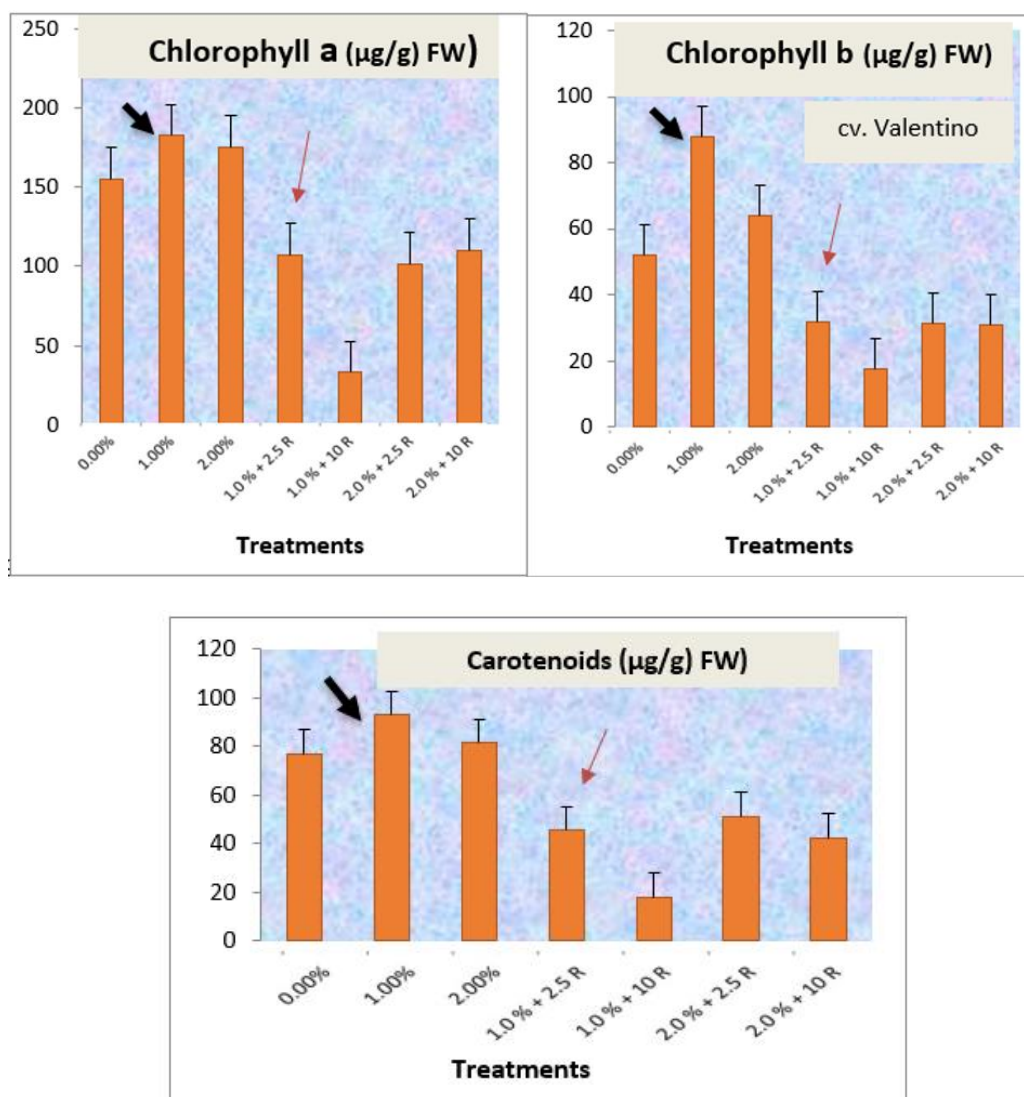 Chlorophyll a (µg/g) FW)
250
200
150
100
50
0
0.00%
1.00%
2.00%
1.0 % + 2.5 R
1.0 % + 10 R
2.0 % + 2.5 R
2.0 % + 10 R
Treatments
Chlorophyll b (µg/g) FW)
cv. Valentino
120
100
80
60
40
20
0
0.00%
1.00%
2.00%
1.0 % + 2.5 R
1.0 % + 10 R
2.0 % + 2.5 R
2.0 % + 10 R
Treatments
Carotenoids (µg/g) FW)
120
100
80
60
40
20
0
0.00%
1.00%
2.00%
1.0 % + 2.5 R
1.0 % + 10 R
2.0 % + 2.5 R
2.0 % + 10 R
Treatments